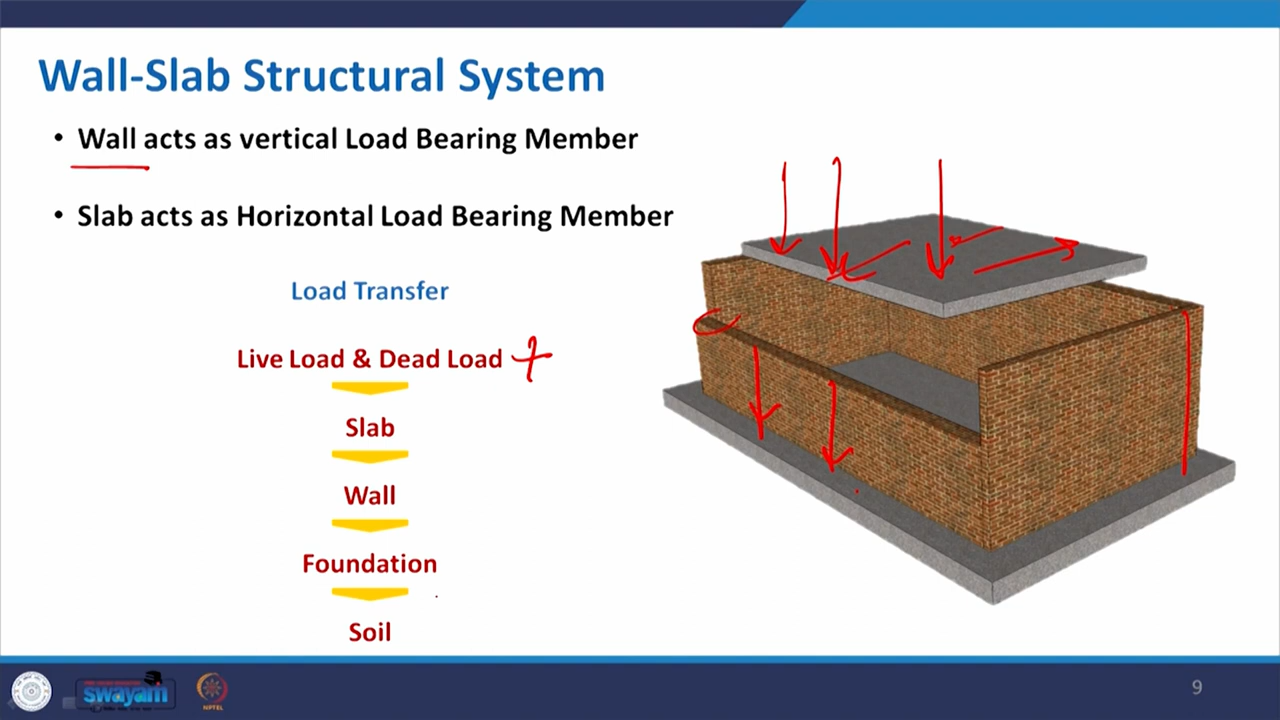 Wall-Slab Structural System
• Wall acts as vertical Load Bearing Member
• Slab acts as Horizontal Load Bearing Member
Load Transfer
Live Load & Dead Load +
Slab
Wall
Foundation
Soil
swayam
NPTEL
9